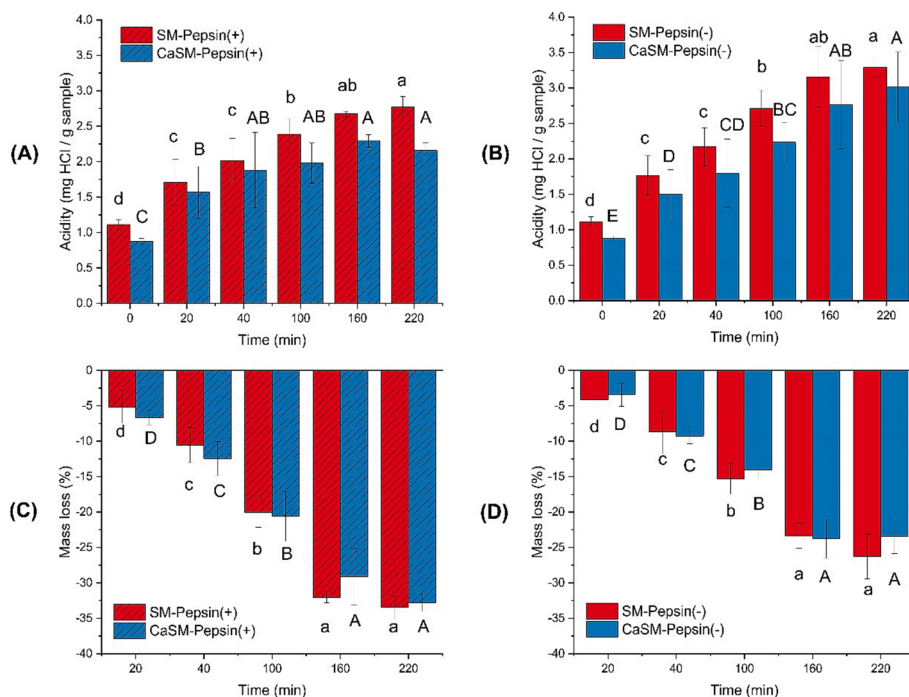 (A)
Acidity (mg HCl / g sample)
4.0
3.5
3.0
2.5
2.0
1.5
1.0
0.5
0.0
SM-Pepsin(+)
CaSM-Pepsin(+)
d C c B c AB b AB ab A a A
0 20 40 100 160 220
Time (min)
(B)
Acidity (mg HCl / g sample)
4.0
3.5
3.0
2.5
2.0
1.5
1.0
0.5
0.0
SM-Pepsin(-)
CaSM-Pepsin(-)
d E c D c CD b BC ab AB a A
0 20 40 100 160 220
Time (min)
(C)
Mass loss (%)
0
-5
-10
-15
-20
-25
-30
-35
-40
d D c C b B a A a A
SM-Pepsin(+)
CaSM-Pepsin(+)
20 40 100 160 220
Time (min)
(D)
Mass loss (%)
0
-5
-10
-15
-20
-25
-30
-35
-40
d D c C b B a A a A
SM-Pepsin(-)
CaSM-Pepsin(-)
20 40 100 160 220
Time (min)